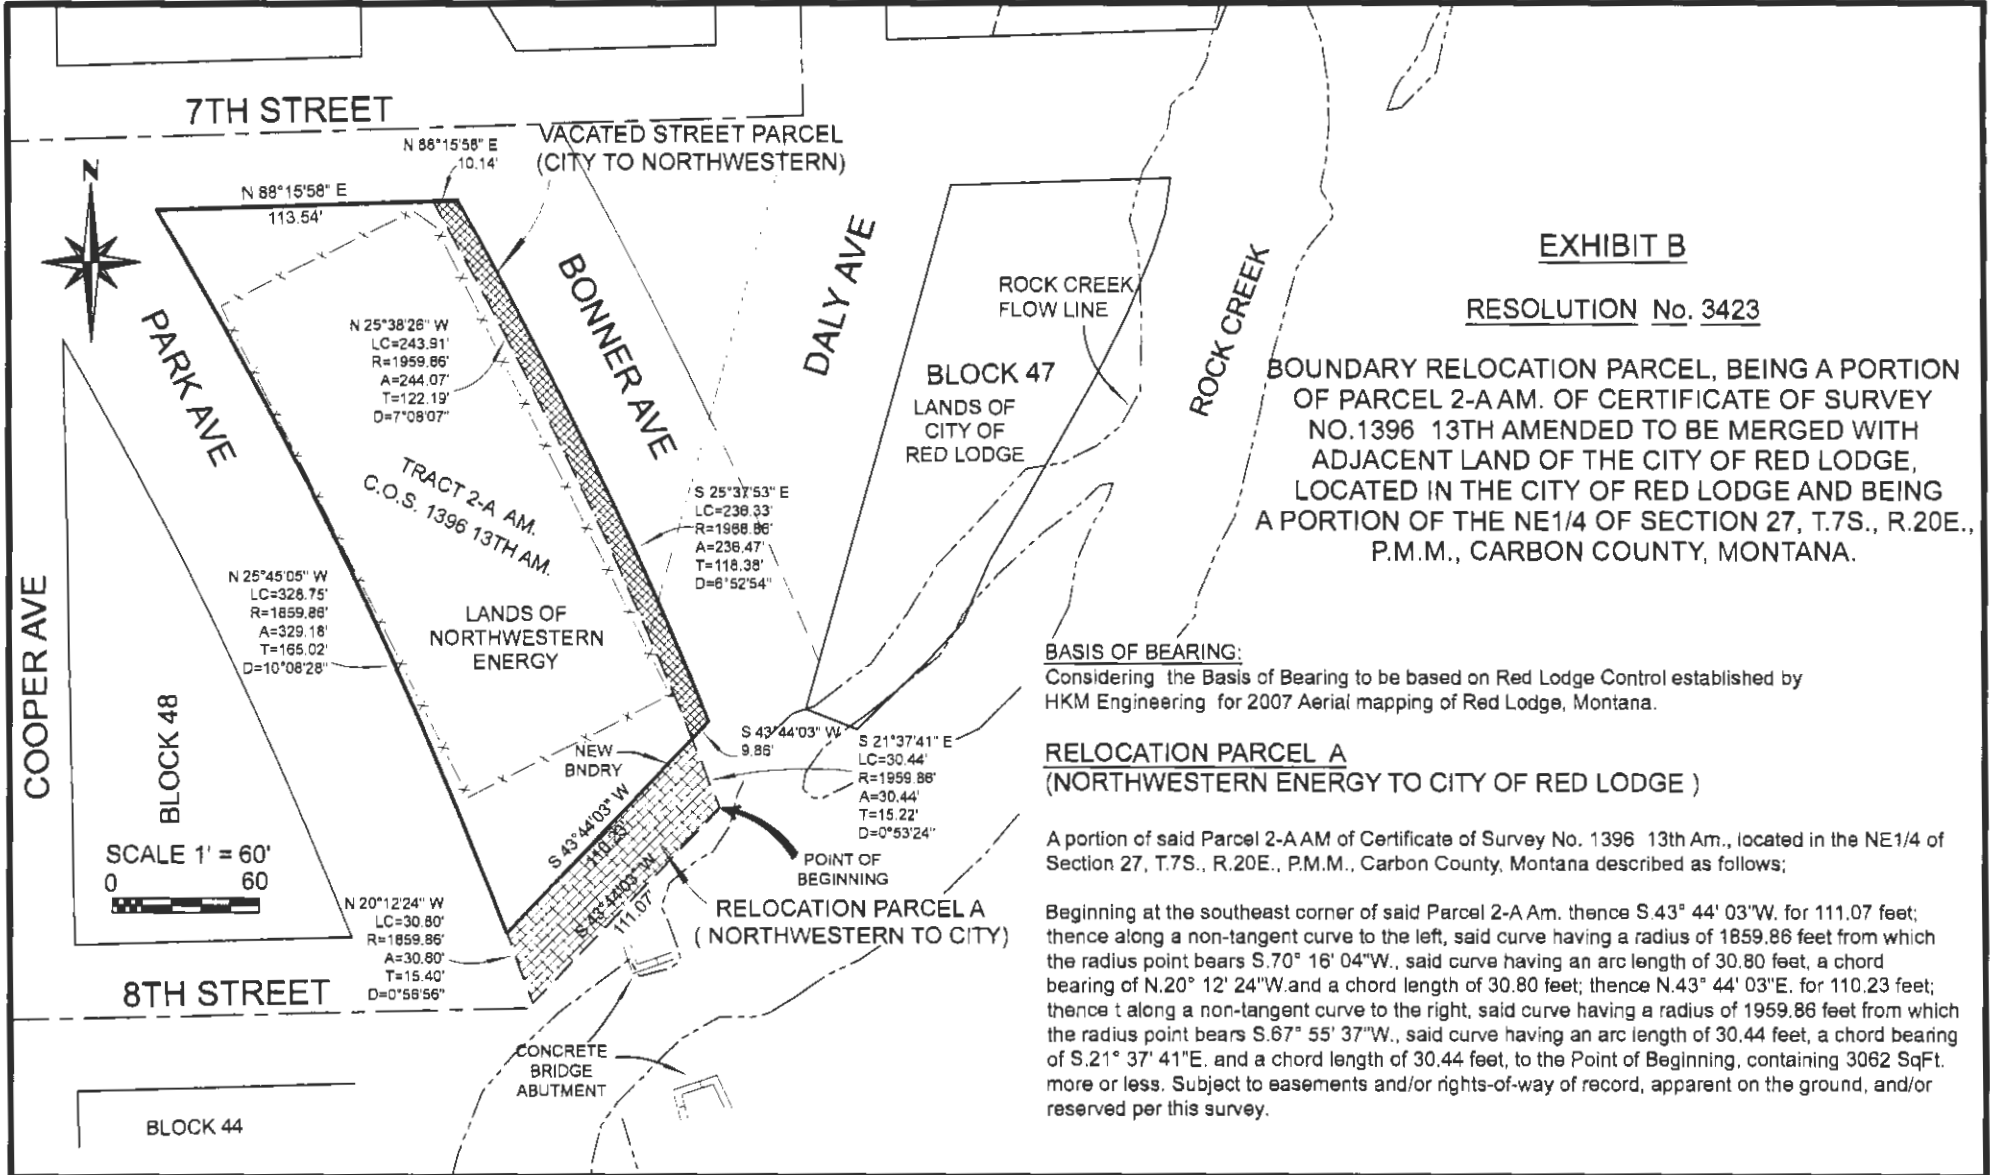 7TH STREET
N 88°15'58" E
10.14'
VACATED STREET PARCEL
(CITY TO NORTHWESTERN)
N
N 88°15'58" E
113.54'
PARK AVE
BONNER AVE
DALY AVE
ROCK CREEK
FLOW LINE
ROCK CREEK
BLOCK 47
LANDS OF
CITY OF
RED LODGE
N 25°38'26" W
LC=243.91'
R=1959.86'
A=244.07'
T=122.19'
D=7°08'07"
TRACT 2-A AM.
C.O.S. 1396 13TH AM.
S 25°37'53" E
LC=236.33'
R=1968.86'
A=236.47'
T=118.38'
D=6°52'54"
N 25°45'05" W
LC=328.75'
R=1859.86'
A=329.18'
T=165.02'
D=10°08'28"
LANDS OF
NORTHWESTERN
ENERGY
COOPER AVE
BLOCK 48
NEW
BNDRY
S 43°44'03" W
9.86'
S 21°37'41" E
LC=30.44'
R=1959.86'
A=30.44'
T=15.22'
D=0°53'24"
S 43°44'03" W
110.23'
S 43°44'03" W
111.07'
POINT OF
BEGINNING
SCALE 1' = 60'
0 60
N 20°12'24" W
LC=30.80'
R=1859.86'
A=30.80'
T=15.40'
D=0°56'56"
RELOCATION PARCEL A
( NORTHWESTERN TO CITY)
8TH STREET
CONCRETE
BRIDGE
ABUTMENT
BLOCK 44
EXHIBIT B
RESOLUTION No. 3423
BOUNDARY RELOCATION PARCEL, BEING A PORTION
OF PARCEL 2-A AM. OF CERTIFICATE OF SURVEY
NO.1396 13TH AMENDED TO BE MERGED WITH
ADJACENT LAND OF THE CITY OF RED LODGE,
LOCATED IN THE CITY OF RED LODGE AND BEING
A PORTION OF THE NE1/4 OF SECTION 27, T.7S., R.20E.,
P.M.M., CARBON COUNTY, MONTANA.
BASIS OF BEARING:
Considering the Basis of Bearing to be based on Red Lodge Control established by
HKM Engineering for 2007 Aerial mapping of Red Lodge, Montana.
RELOCATION PARCEL A
(NORTHWESTERN ENERGY TO CITY OF RED LODGE )
A portion of said Parcel 2-A AM of Certificate of Survey No. 1396 13th Am., located in the NE1/4 of
Section 27, T.7S., R.20E., P.M.M., Carbon County, Montana described as follows;
Beginning at the southeast corner of said Parcel 2-A Am. thence S.43° 44' 03"W. for 111.07 feet;
thence along a non-tangent curve to the left, said curve having a radius of 1859.86 feet from which
the radius point bears S.70° 16' 04"W., said curve having an arc length of 30.80 feet, a chord
bearing of N.20° 12' 24"W.and a chord length of 30.80 feet; thence N.43° 44' 03"E. for 110.23 feet;
thence t along a non-tangent curve to the right, said curve having a radius of 1959.86 feet from which
the radius point bears S.67° 55' 37"W., said curve having an arc length of 30.44 feet, a chord bearing
of S.21° 37' 41"E. and a chord length of 30.44 feet, to the Point of Beginning, containing 3062 SqFt.
more or less. Subject to easements and/or rights-of-way of record, apparent on the ground, and/or
reserved per this survey.